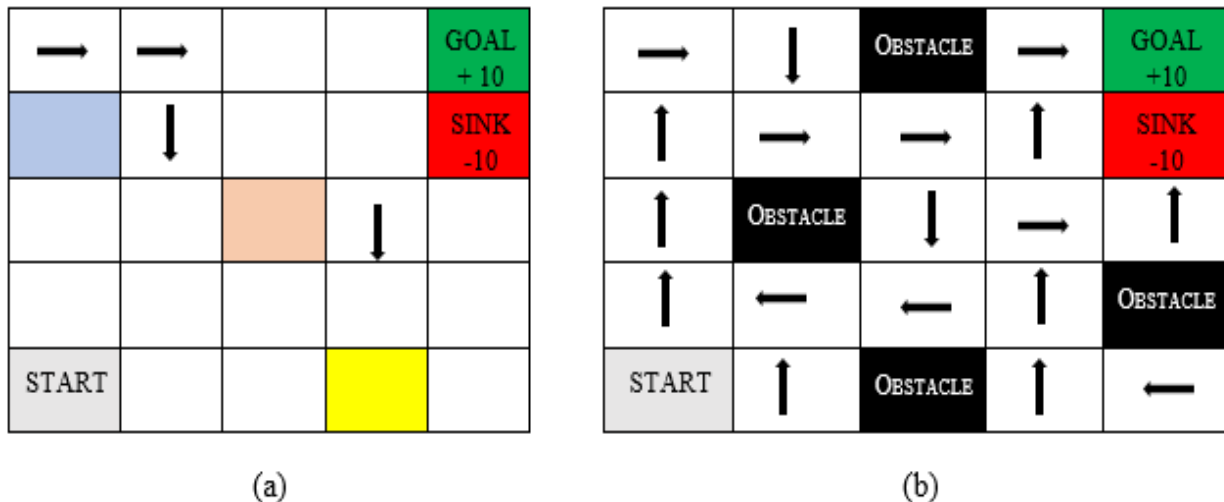 GOAL
+ 10
SINK
-10
START
(a)
OBSTACLE
GOAL
+10
SINK
-10
OBSTACLE
OBSTACLE
START
OBSTACLE
(b)